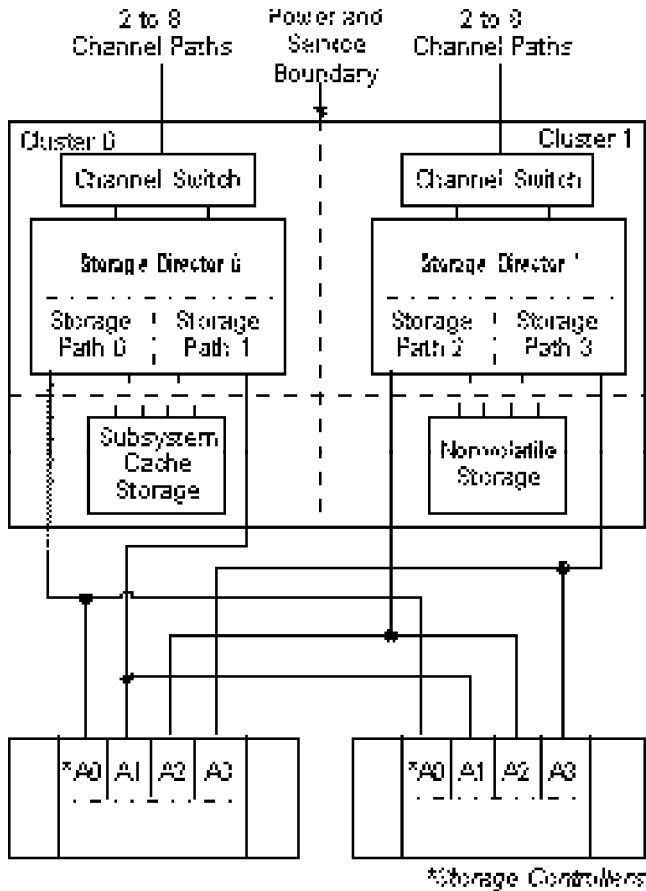 2 to 8
Channel Paths
Power and
Service
Boundary
2 to 8
Channel Paths
Cluster 0
Cluster 1
Channel Switch
Channel Switch
Storage Director 0
Storage Director 1
Storage
Path 0
Storage
Path 1
Storage
Path 2
Storage
Path 3
Subsystem
Cache
Storage
Nonvolatile
Storage
*A0 A1 A2 A3
*A0 A1 A2 A3
*Storage Controllers